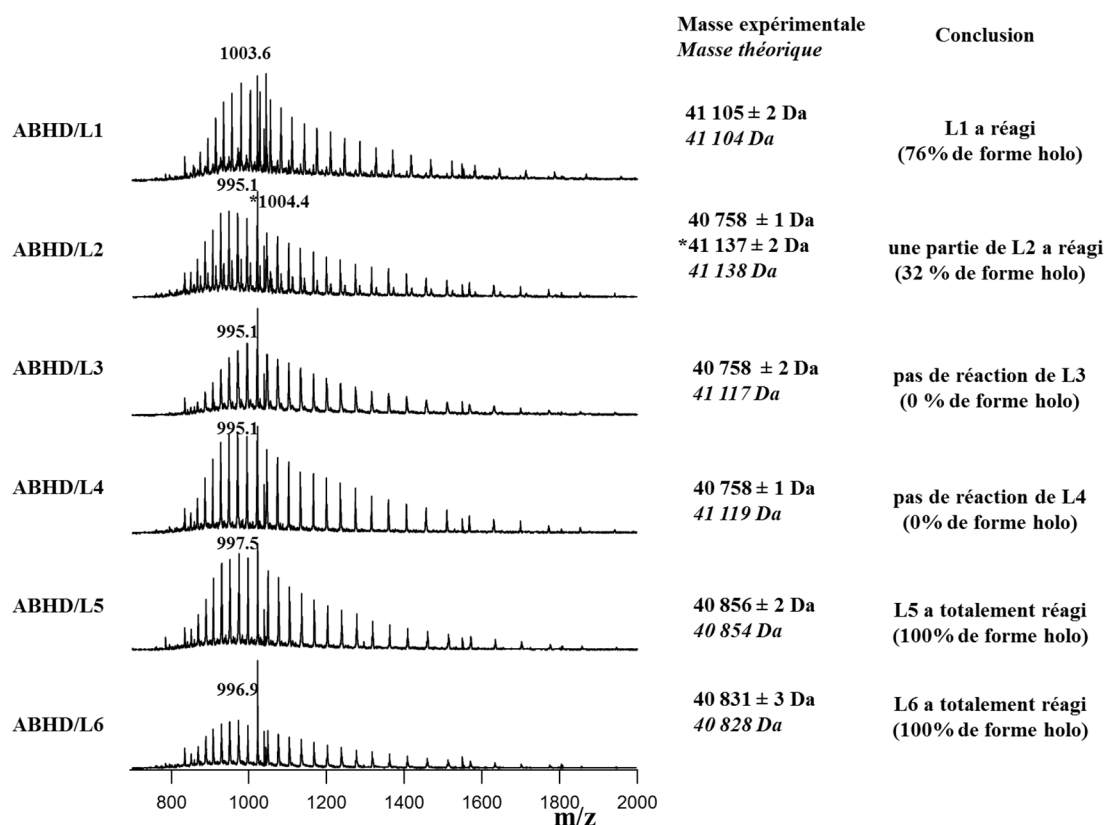 Masse expérimentale
Masse théorique
Conclusion
1003.6
ABHD/L1
41 105 ± 2 Da
41 104 Da
L1 a réagi
(76% de forme holo)
995.1
*1004.4
ABHD/L2
40 758 ± 1 Da
*41 137 ± 2 Da
41 138 Da
une partie de L2 a réagi
(32 % de forme holo)
995.1
ABHD/L3
40 758 ± 2 Da
41 117 Da
pas de réaction de L3
(0 % de forme holo)
995.1
ABHD/L4
40 758 ± 1 Da
41 119 Da
pas de réaction de L4
(0% de forme holo)
997.5
ABHD/L5
40 856 ± 2 Da
40 854 Da
L5 a totalement réagi
(100% de forme holo)
996.9
ABHD/L6
40 831 ± 3 Da
40 828 Da
L6 a totalement réagi
(100% de forme holo)
800 1000 1200 1400 1600 1800 2000
m/z